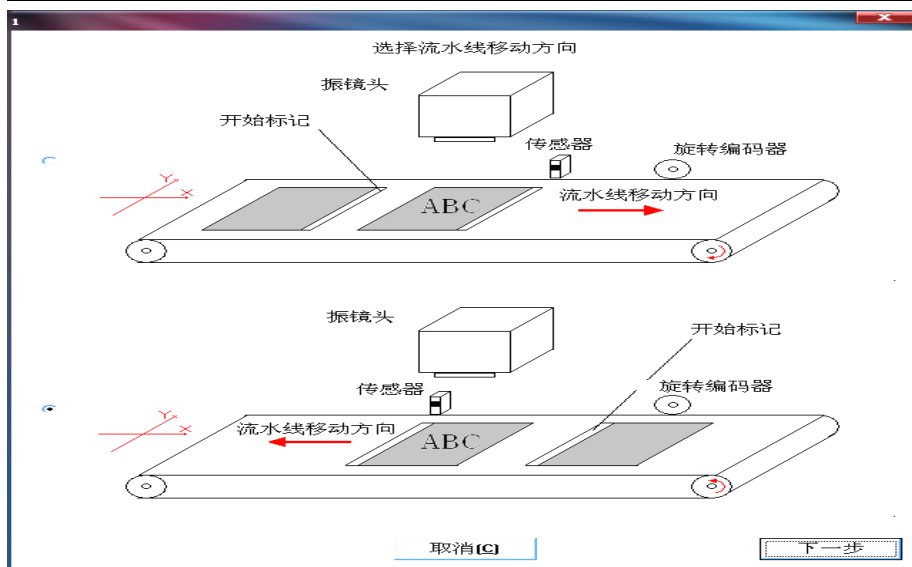 1
选择流水线移动方向
振镜头
开始标记
传感器
旋转编码器
Y
X
ABC
流水线移动方向
振镜头
开始标记
传感器
旋转编码器
Y
X
流水线移动方向
ABC
取消(C)
下一步